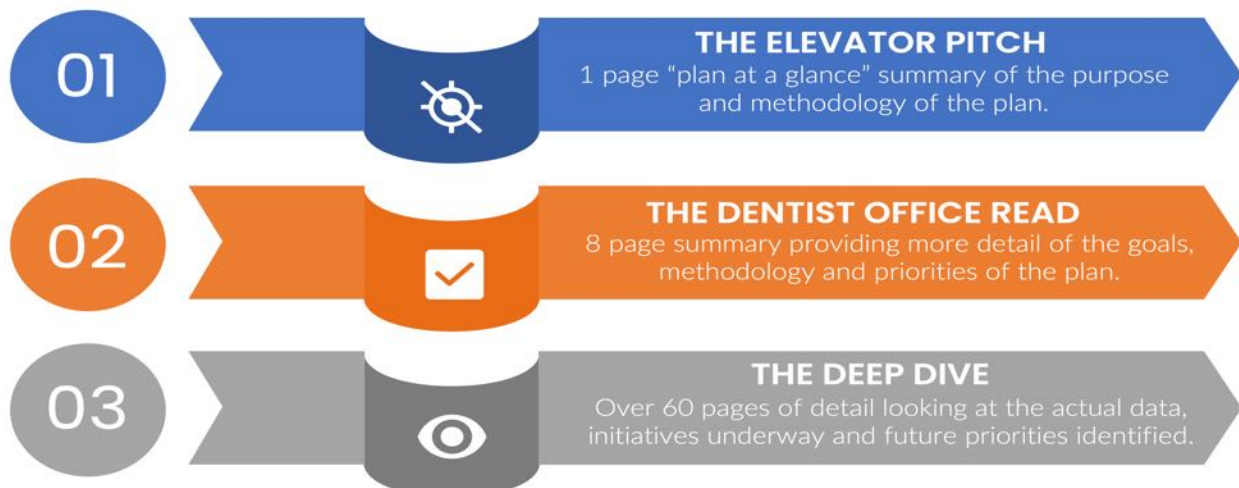 01
THE ELEVATOR PITCH
1 page “plan at a glance” summary of the purpose
and methodology of the plan.
02
THE DENTIST OFFICE READ
8 page summary providing more detail of the goals,
methodology and priorities of the plan.
03
THE DEEP DIVE
Over 60 pages of detail looking at the actual data,
initiatives underway and future priorities identified.